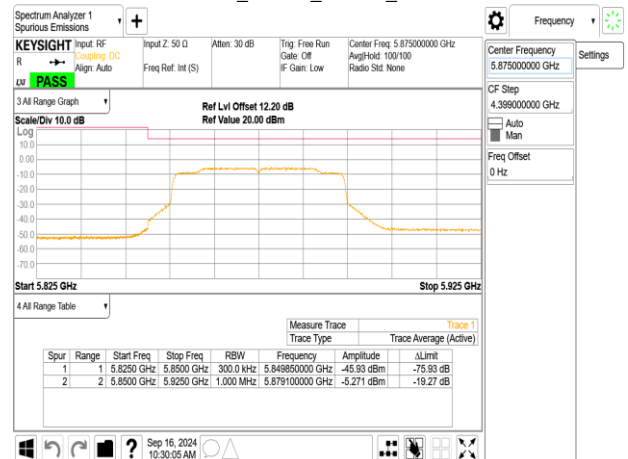 Spectrum Analyzer 1
Spurious Emissions
Frequency
KEYSIGHT Input: RF Input Z: 50 Ω Atten: 30 dB Trig: Free Run Center Freq: 5.875000000 GHz
R Coupling: DC Gate: Off Avg|Hold: 100/100
Align: Auto Freq Ref: Int (S) IF Gain: Low Radio Std: None
LXI PASS
Center Frequency Settings
5.875000000 GHz
CF Step
4.399000000 GHz
Auto
Man
Freq Offset
0 Hz
3 All Range Graph
Ref Lvl Offset 12.20 dB
Scale/Div 10.0 dB Ref Value 20.00 dBm
Log
10.0
0.00
-10.0
-20.0
-30.0
-40.0
-50.0
-60.0
-70.0
Start 5.825 GHz Stop 5.925 GHz
4 All Range Table
Measure Trace Trace 1
Trace Type Trace Average (Active)
Spur Range Start Freq Stop Freq RBW Frequency Amplitude ΔLimit
1 1 5.8250 GHz 5.8500 GHz 300.0 kHz 5.849850000 GHz -45.93 dBm -75.93 dB
2 2 5.8500 GHz 5.9250 GHz 1.000 MHz 5.879100000 GHz -5.271 dBm -19.27 dB
? Sep 16, 2024
10:30:05 AM